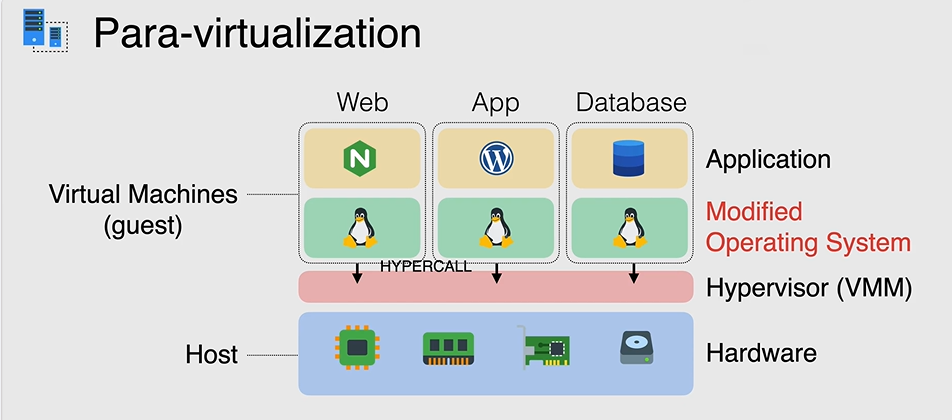 Para-virtualization
Web
App
Database
N
W
Application
Virtual Machines
(guest)
Modified
Operating System
HYPERCALL
Hypervisor (VMM)
Host
Hardware